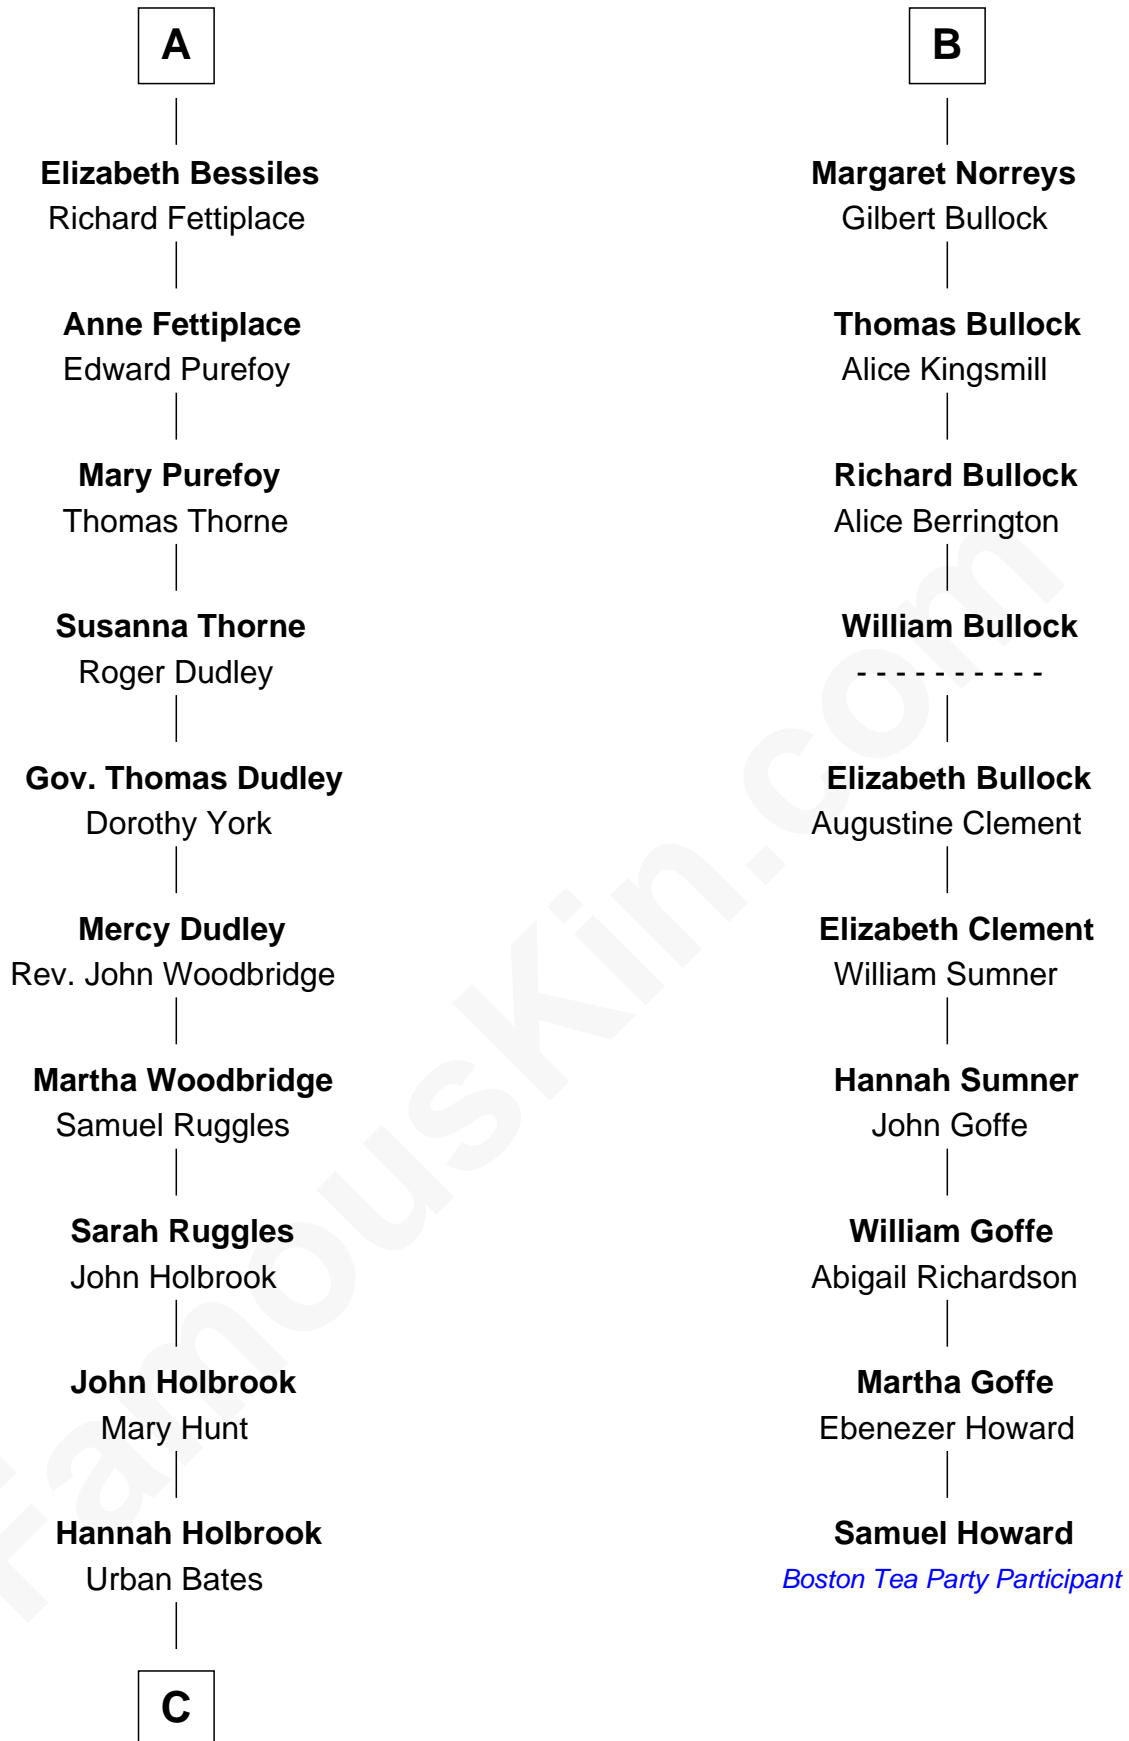 A
Elizabeth Bessiles
Richard Fettiplace
Anne Fettiplace
Edward Purefoy
Mary Purefoy
Thomas Thorne
Susanna Thorne
Roger Dudley
Gov. Thomas Dudley
Dorothy York
Mercy Dudley
Rev. John Woodbridge
Martha Woodbridge
Samuel Ruggles
Sarah Ruggles
John Holbrook
John Holbrook
Mary Hunt
Hannah Holbrook
Urban Bates
C
B
Margaret Norreys
Gilbert Bullock
Thomas Bullock
Alice Kingsmill
Richard Bullock
Alice Berrington
William Bullock
- - - - - - - - - -
Elizabeth Bullock
Augustine Clement
Elizabeth Clement
William Sumner
Hannah Sumner
John Goffe
William Goffe
Abigail Richardson
Martha Goffe
Ebenezer Howard
Samuel Howard
Boston Tea Party Participant
FamousKin.com